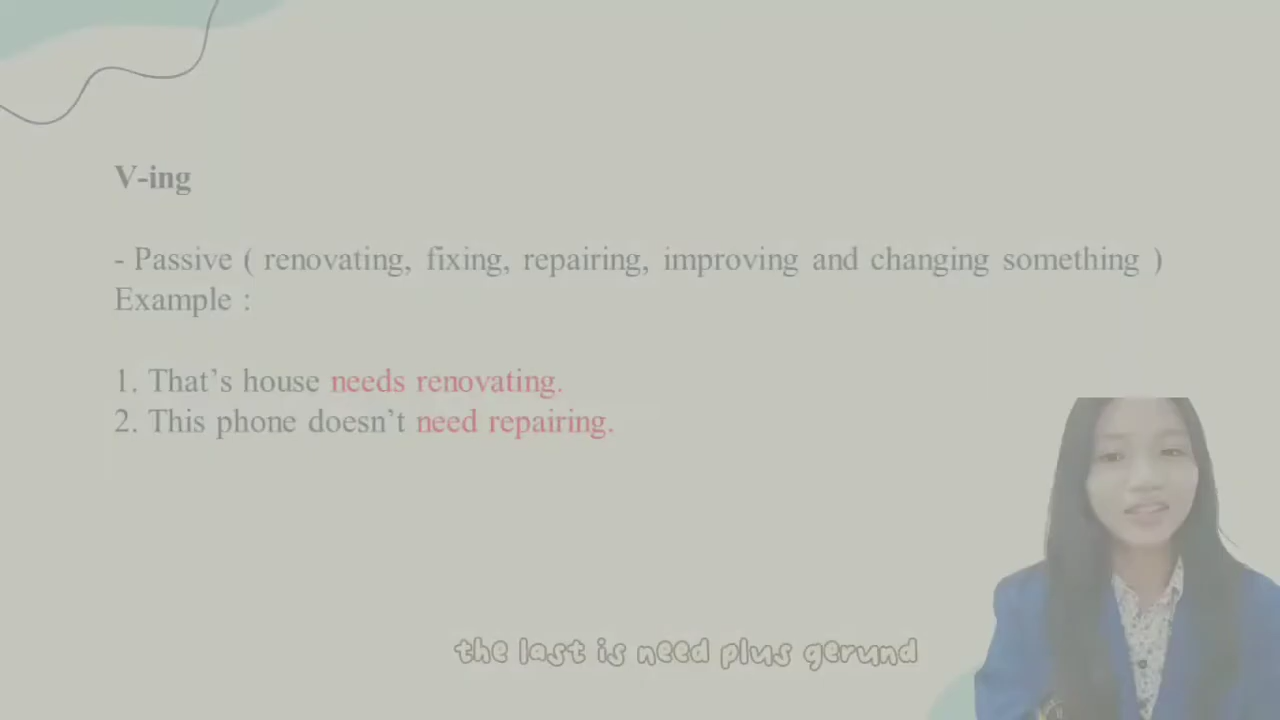 V-ing
- Passive ( renovating, fixing, repairing, improving and changing something )
Example :
1. That's house needs renovating.
2. This phone doesn't need repairing.
the last is need plus gerund